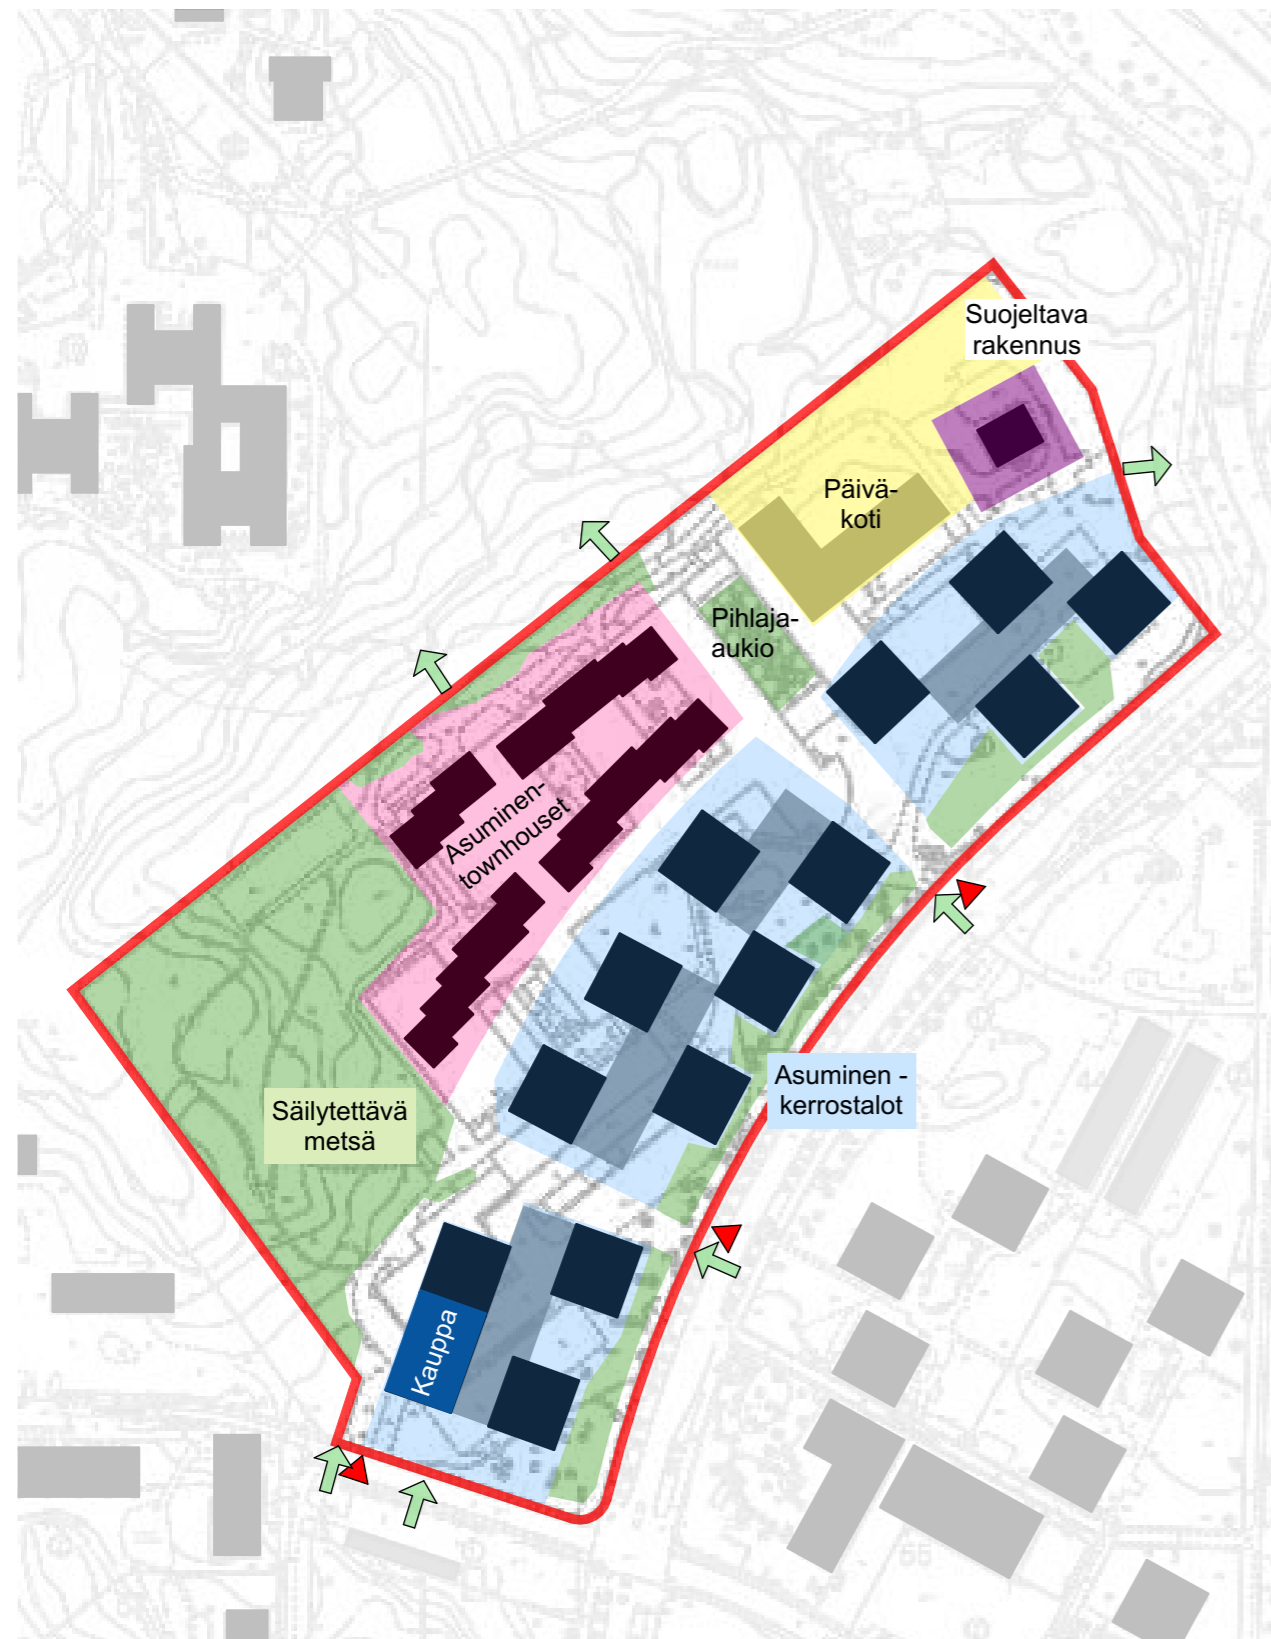 Suojeltava
rakennus
Päivä-
koti
Pihlaja-
aukio
Asuminen-
townhouset
Asuminen -
kerrostalot
Säilytettävä
metsä
Kauppa